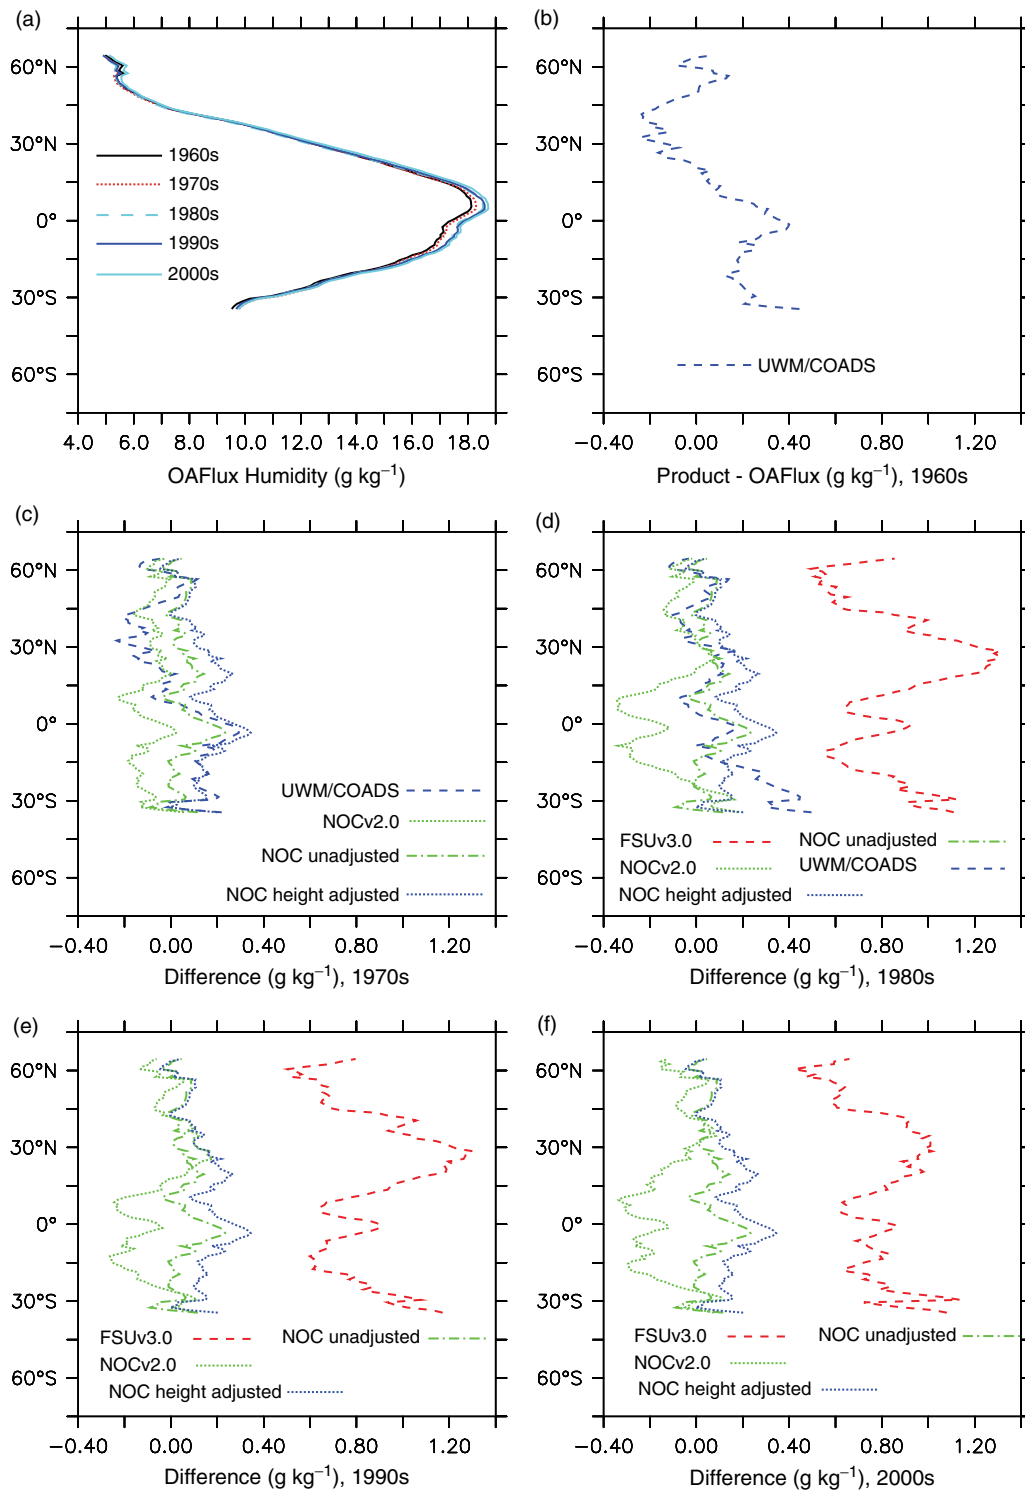 (a)
60°N
30°N
0°
30°S
60°S
1960s
1970s
1980s
1990s
2000s
4.0 6.0 8.0 10.0 12.0 14.0 16.0 18.0
OAFlux Humidity (g kg⁻¹)
(b)
60°N
30°N
0°
30°S
60°S
UWM/COADS
−0.40 0.00 0.40 0.80 1.20
Product - OAFlux (g kg⁻¹), 1960s
(c)
60°N
30°N
0°
30°S
60°S
UWM/COADS
NOCv2.0
NOC unadjusted
NOC height adjusted
−0.40 0.00 0.40 0.80 1.20
Difference (g kg⁻¹), 1970s
(d)
60°N
30°N
0°
30°S
60°S
FSUv3.0 NOC unadjusted
NOCv2.0 UWM/COADS
NOC height adjusted
−0.40 0.00 0.40 0.80 1.20
Difference (g kg⁻¹), 1980s
(e)
60°N
30°N
0°
30°S
60°S
FSUv3.0 NOC unadjusted
NOCv2.0
NOC height adjusted
−0.40 0.00 0.40 0.80 1.20
Difference (g kg⁻¹), 1990s
(f)
60°N
30°N
0°
30°S
60°S
FSUv3.0 NOC unadjusted
NOCv2.0
NOC height adjusted
−0.40 0.00 0.40 0.80 1.20
Difference (g kg⁻¹), 2000s